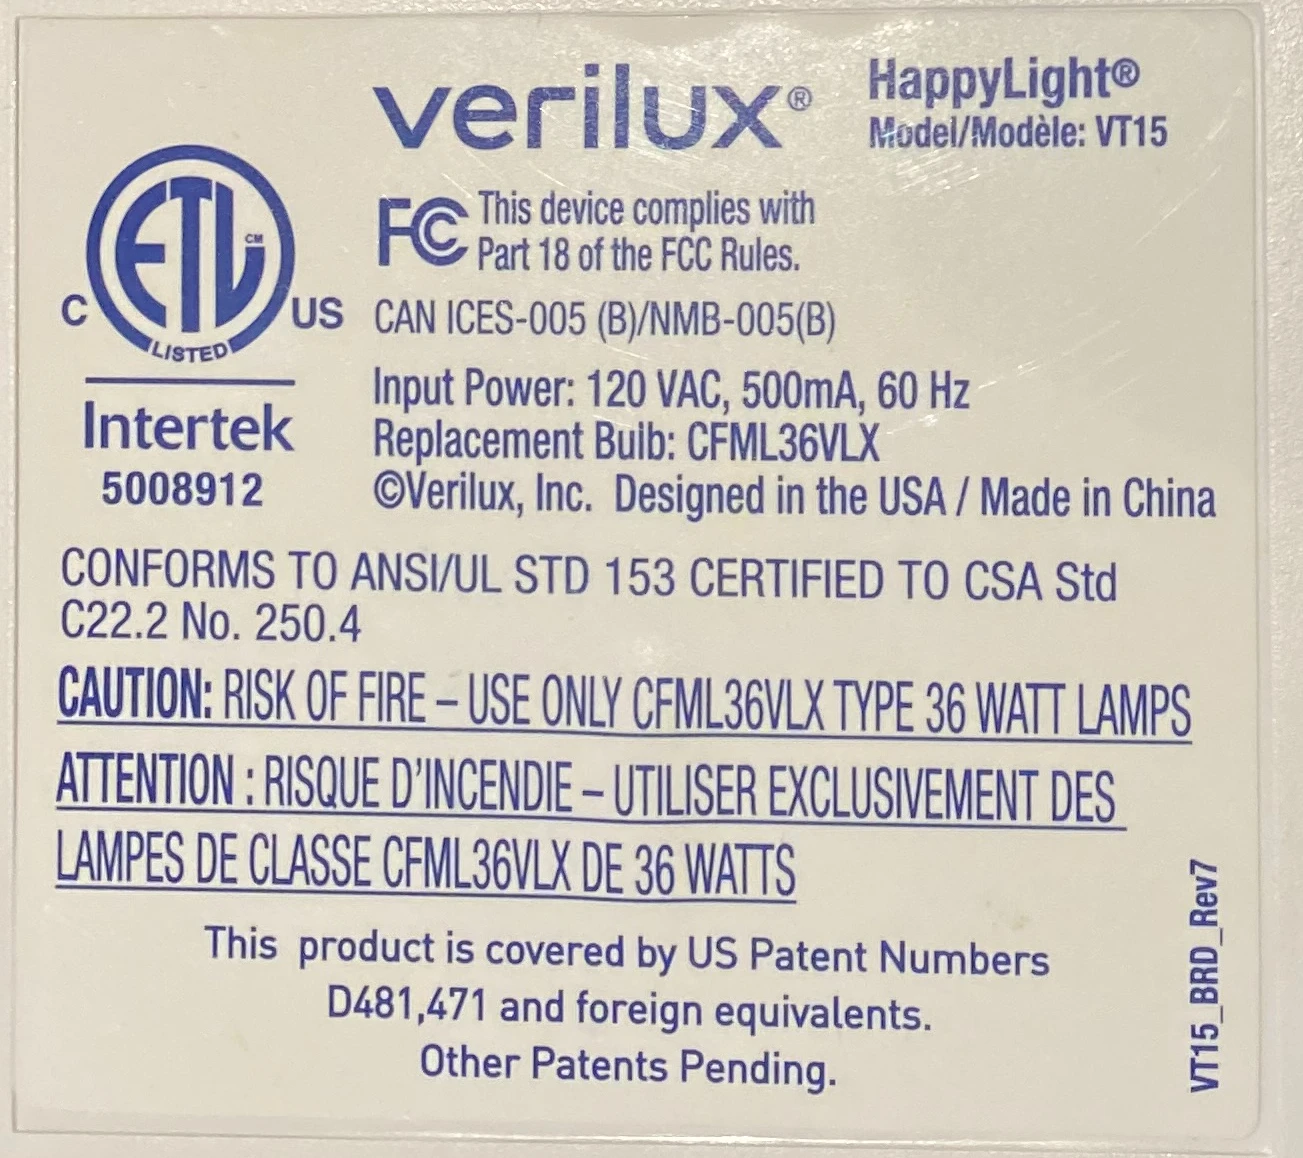 verilux®
HappyLight®
Model/Modèle: VT15
ETL CM
C US
LISTED
Intertek
5008912
FC This device complies with
Part 18 of the FCC Rules.
CAN ICES-005 (B)/NMB-005(B)
Input Power: 120 VAC, 500mA, 60 Hz
Replacement Buib: CFML36VLX
©Verilux, Inc. Designed in the USA / Made in China
CONFORMS TO ANSI/UL STD 153 CERTIFIED TO CSA Std
C22.2 No. 250.4
CAUTION: RISK OF FIRE – USE ONLY CFML36VLX TYPE 36 WATT LAMPS
ATTENTION : RISQUE D'INCENDIE – UTILISER EXCLUSIVEMENT DES
LAMPES DE CLASSE CFML36VLX DE 36 WATTS
This product is covered by US Patent Numbers
D481,471 and foreign equivalents.
Other Patents Pending.
VT15_BRD_Rev7